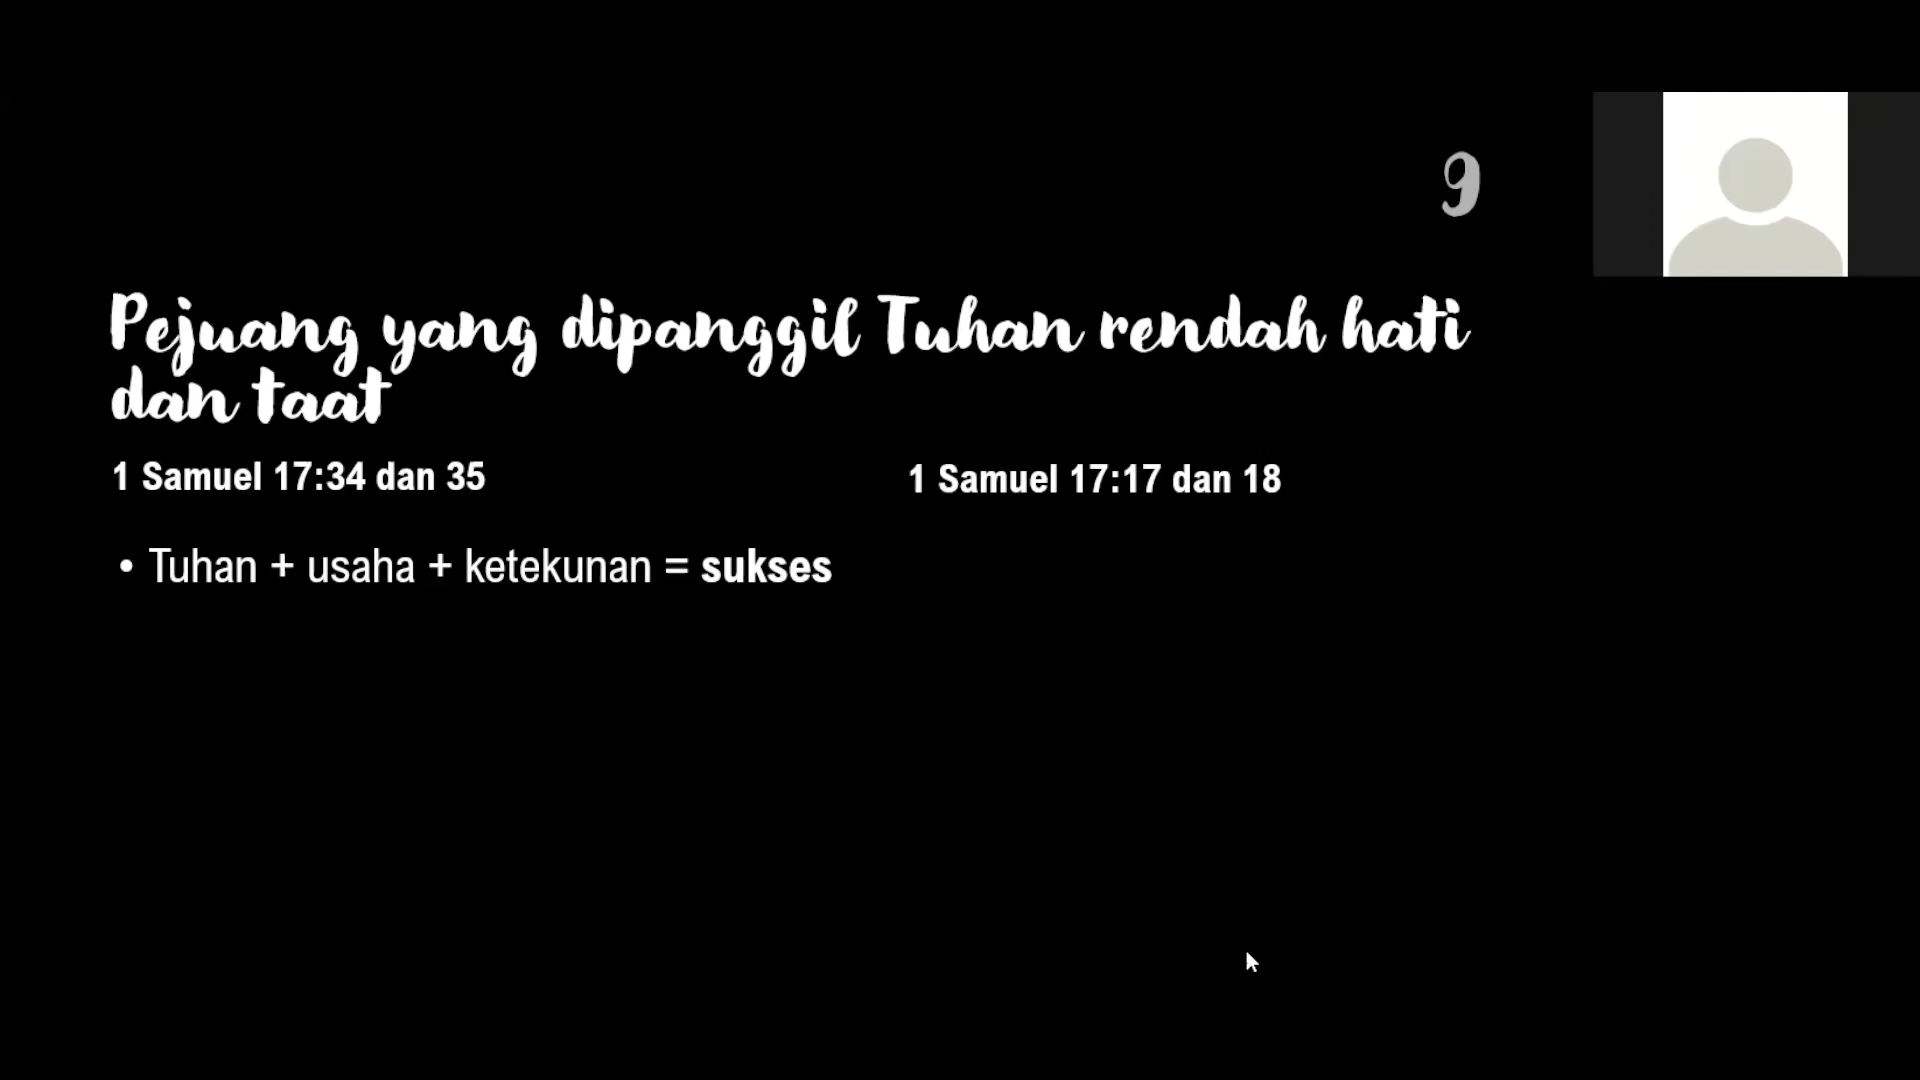 9
Pejuang yang dipanggil Tuhan rendah hati
dan taat
1 Samuel 17:34 dan 35
1 Samuel 17:17 dan 18
• Tuhan + usaha + ketekunan = sukses